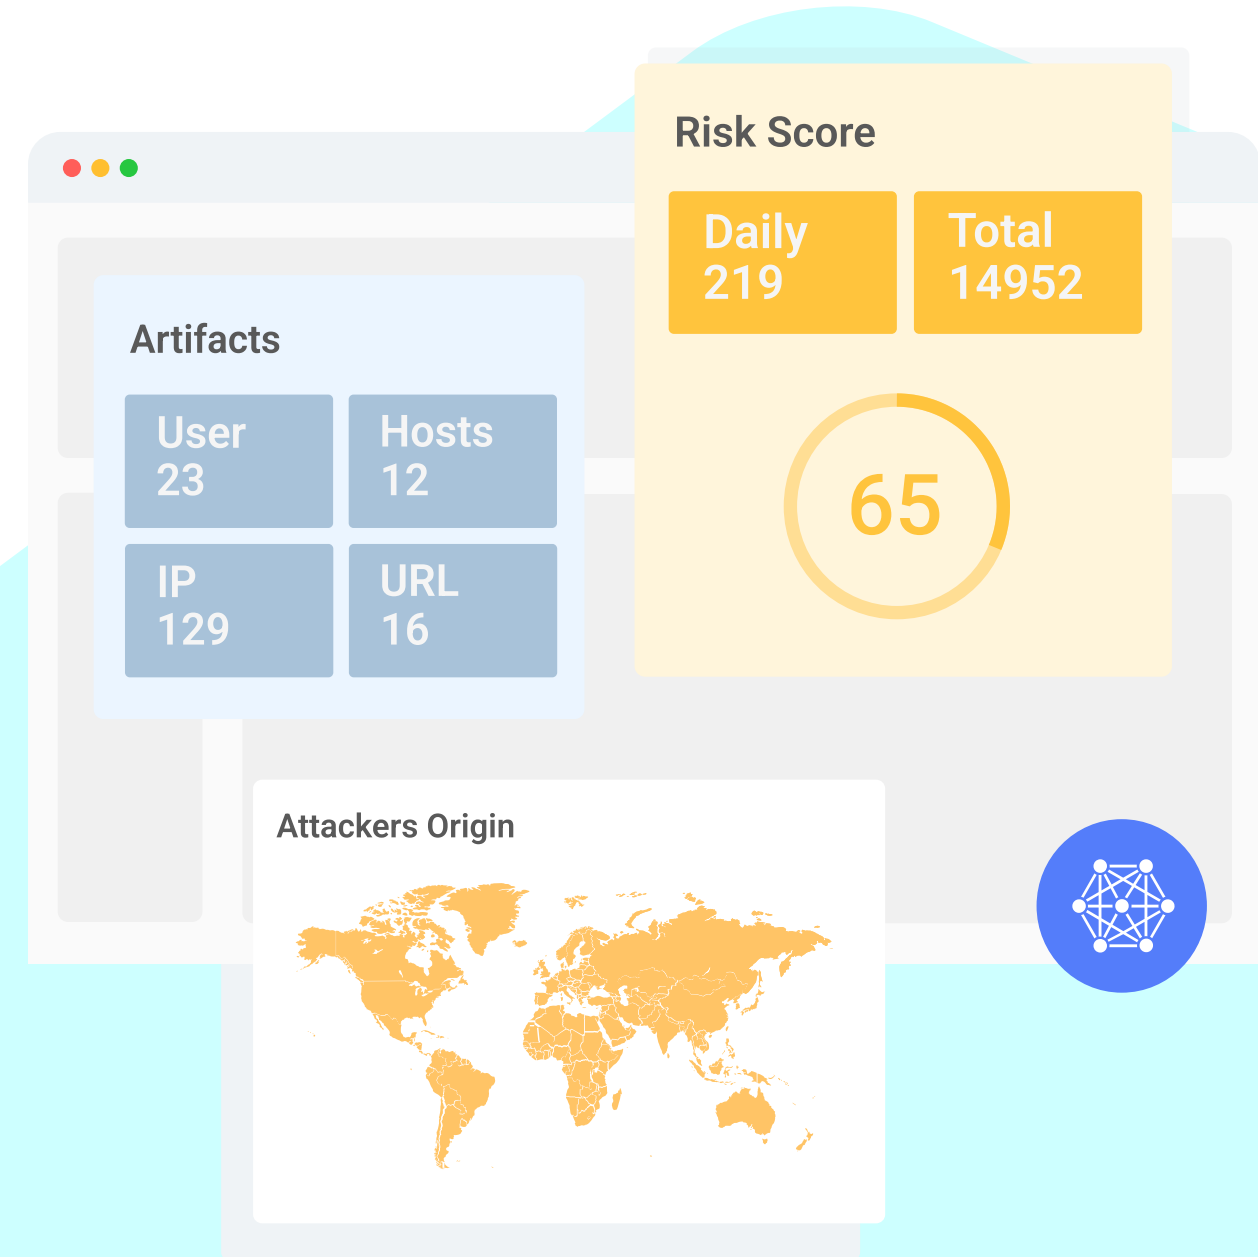 Risk Score
Daily
219
Total
14952
65
Artifacts
User
23
Hosts
12
IP
129
URL
16
Attackers Origin